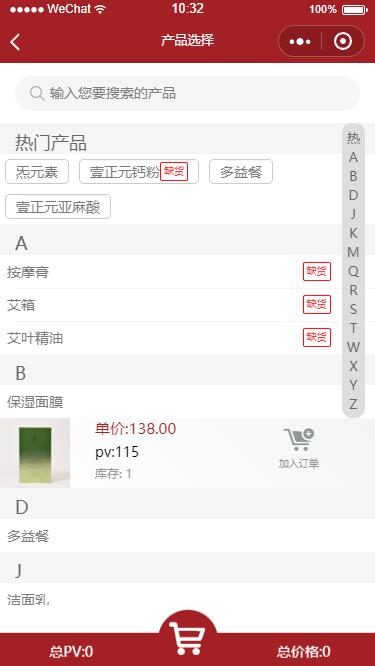 WeChat 10:32 100%
产品选择
输入您要搜索的产品
热门产品
炁元素 壹正元钙粉 缺货 多益餐
壹正元亚麻酸
A
按摩膏 缺货
艾箱 缺货
艾叶精油 缺货
B
保湿面膜
单价:138.00
pv:115
库存: 1
加入订单
D
多益餐
J
洁面乳
热
A
B
D
J
K
M
Q
R
S
T
W
X
Y
Z
总PV:0 总价格:0